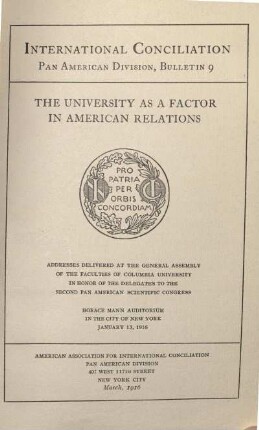 INTERNATIONAL CONCILIATION
PAN AMERICAN DIVISION, BULLETIN 9
THE UNIVERSITY AS A FACTOR
IN AMERICAN RELATIONS
PRO
PATRIA
PER
ORBIS
CONCORDIAM
ADDRESSES DELIVERED AT THE GENERAL ASSEMBLY
OF THE FACULTIES OF COLUMBIA UNIVERSITY
IN HONOR OF THE DELEGATES TO THE
SECOND PAN AMERICAN SCIENTIFIC CONGRESS
HORACE MANN AUDITORIUM
IN THE CITY OF NEW YORK
JANUARY 13, 1916
AMERICAN ASSOCIATION FOR INTERNATIONAL CONCILIATION
PAN AMERICAN DIVISION
407 WEST 117TH STREET
NEW YORK CITY
March, 1916